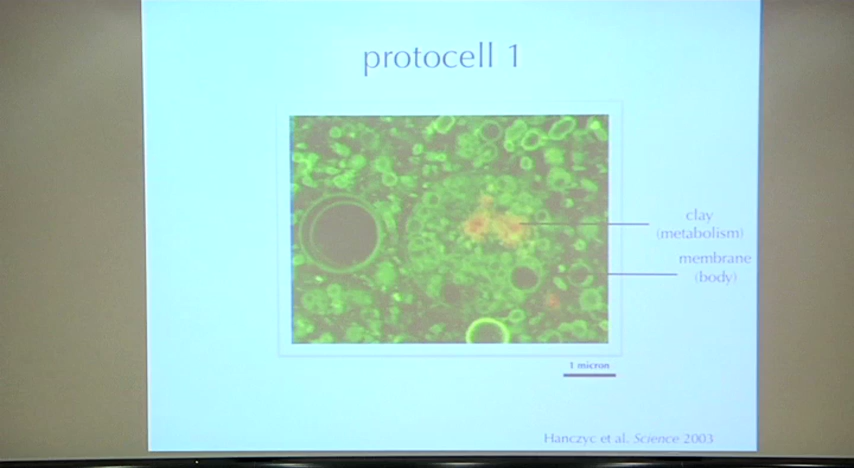 protocell 1
clay
(metabolism)
membrane
(body)
1 micron
Hanczyc et al. Science 2003